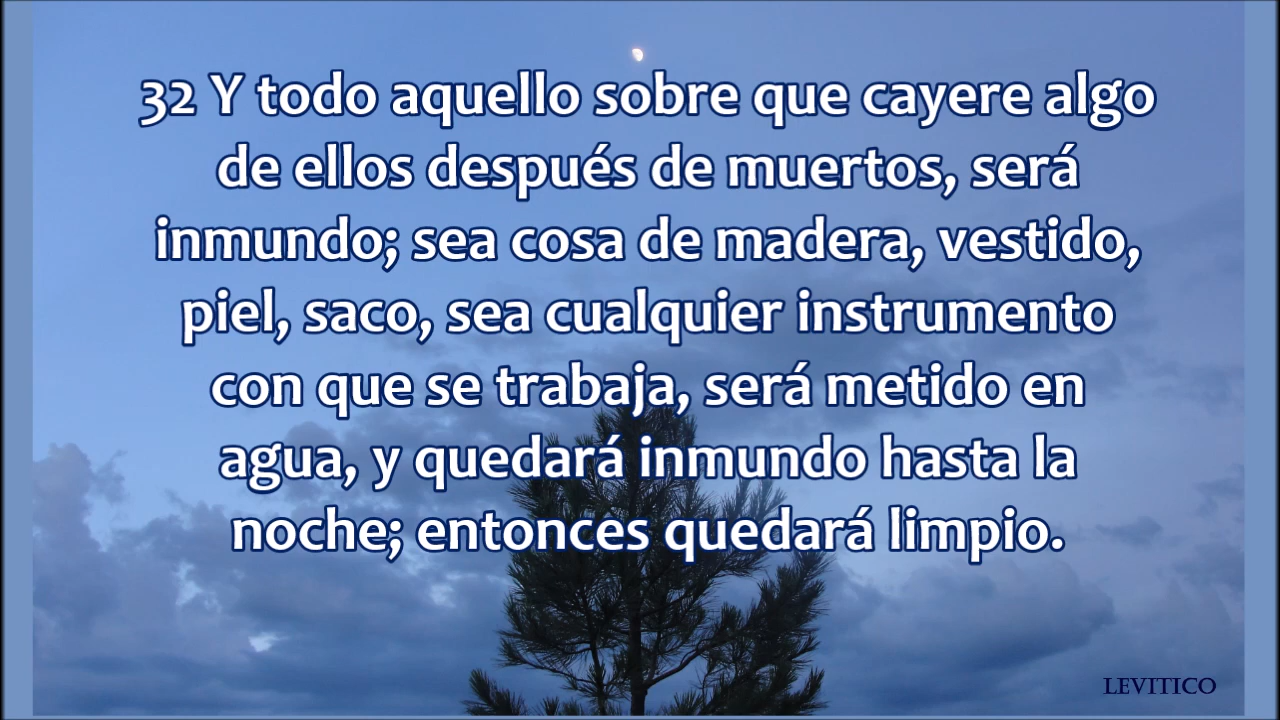 32 Y todo aquello sobre que cayere algo
de ellos después de muertos, será
inmundo; sea cosa de madera, vestido,
piel, saco, sea cualquier instrumento
con que se trabaja, será metido en
agua, y quedará inmundo hasta la
noche; entonces quedará limpio.
LEVITICO